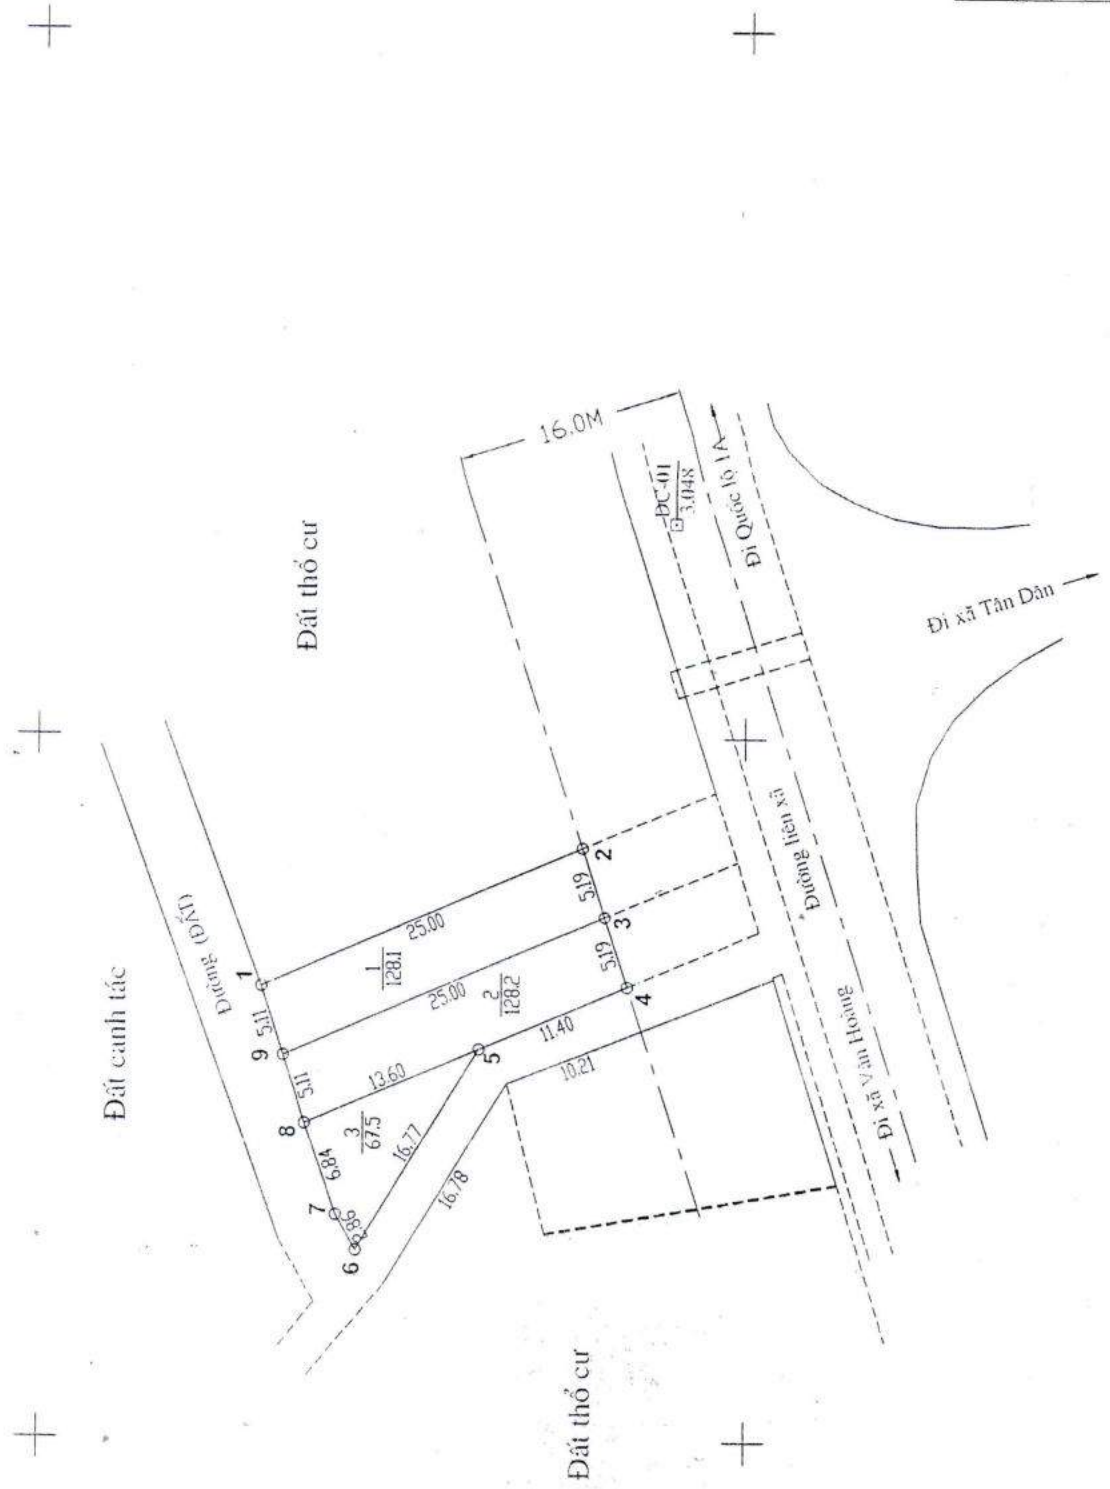 Đất canh tác
Đường (ĐẤT)
Đất thổ cư
16.0M
1
5.11
9
5.11
8
6.84
7
2.86
6
25.00
1
128.1
25.00
2
128.2
13.60
3
67.5
16.77
16.78
5
11.40
10.21
5.19
2
5.19
3
4
ĐC-01
3.048
Đi Quốc lộ 1A
Đường liên xã
Đi xã Vân Hoàng
Đi xã Tân Dân
Đất thổ cư